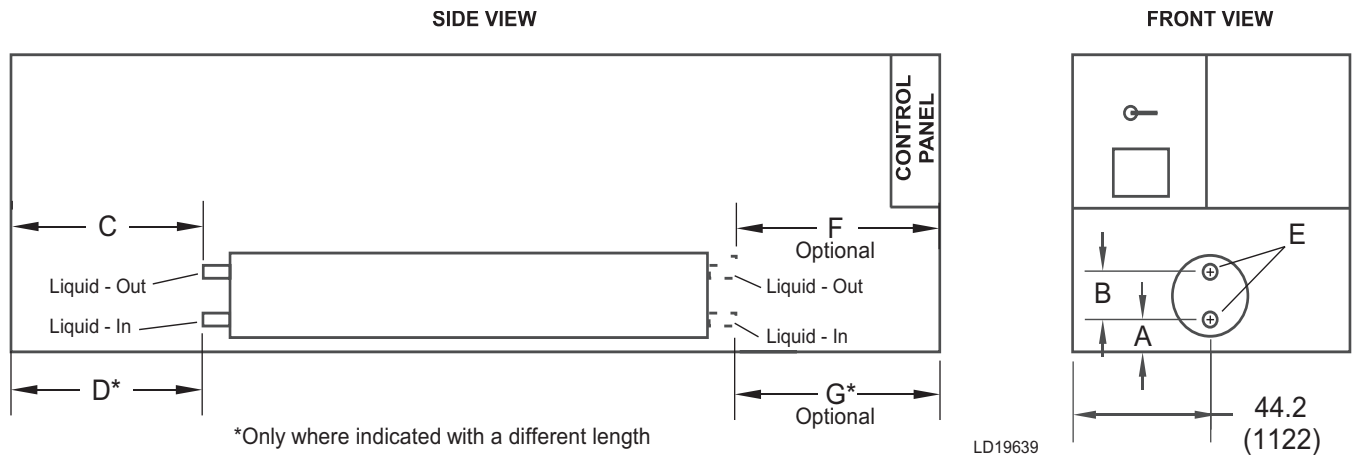 SIDE VIEW
FRONT VIEW
CONTROL
PANEL
C
F
Optional
E
Liquid - Out
Liquid - Out
B
Liquid - In
Liquid - In
A
D*
G*
Optional
44.2
(1122)
*Only where indicated with a different length
LD19639